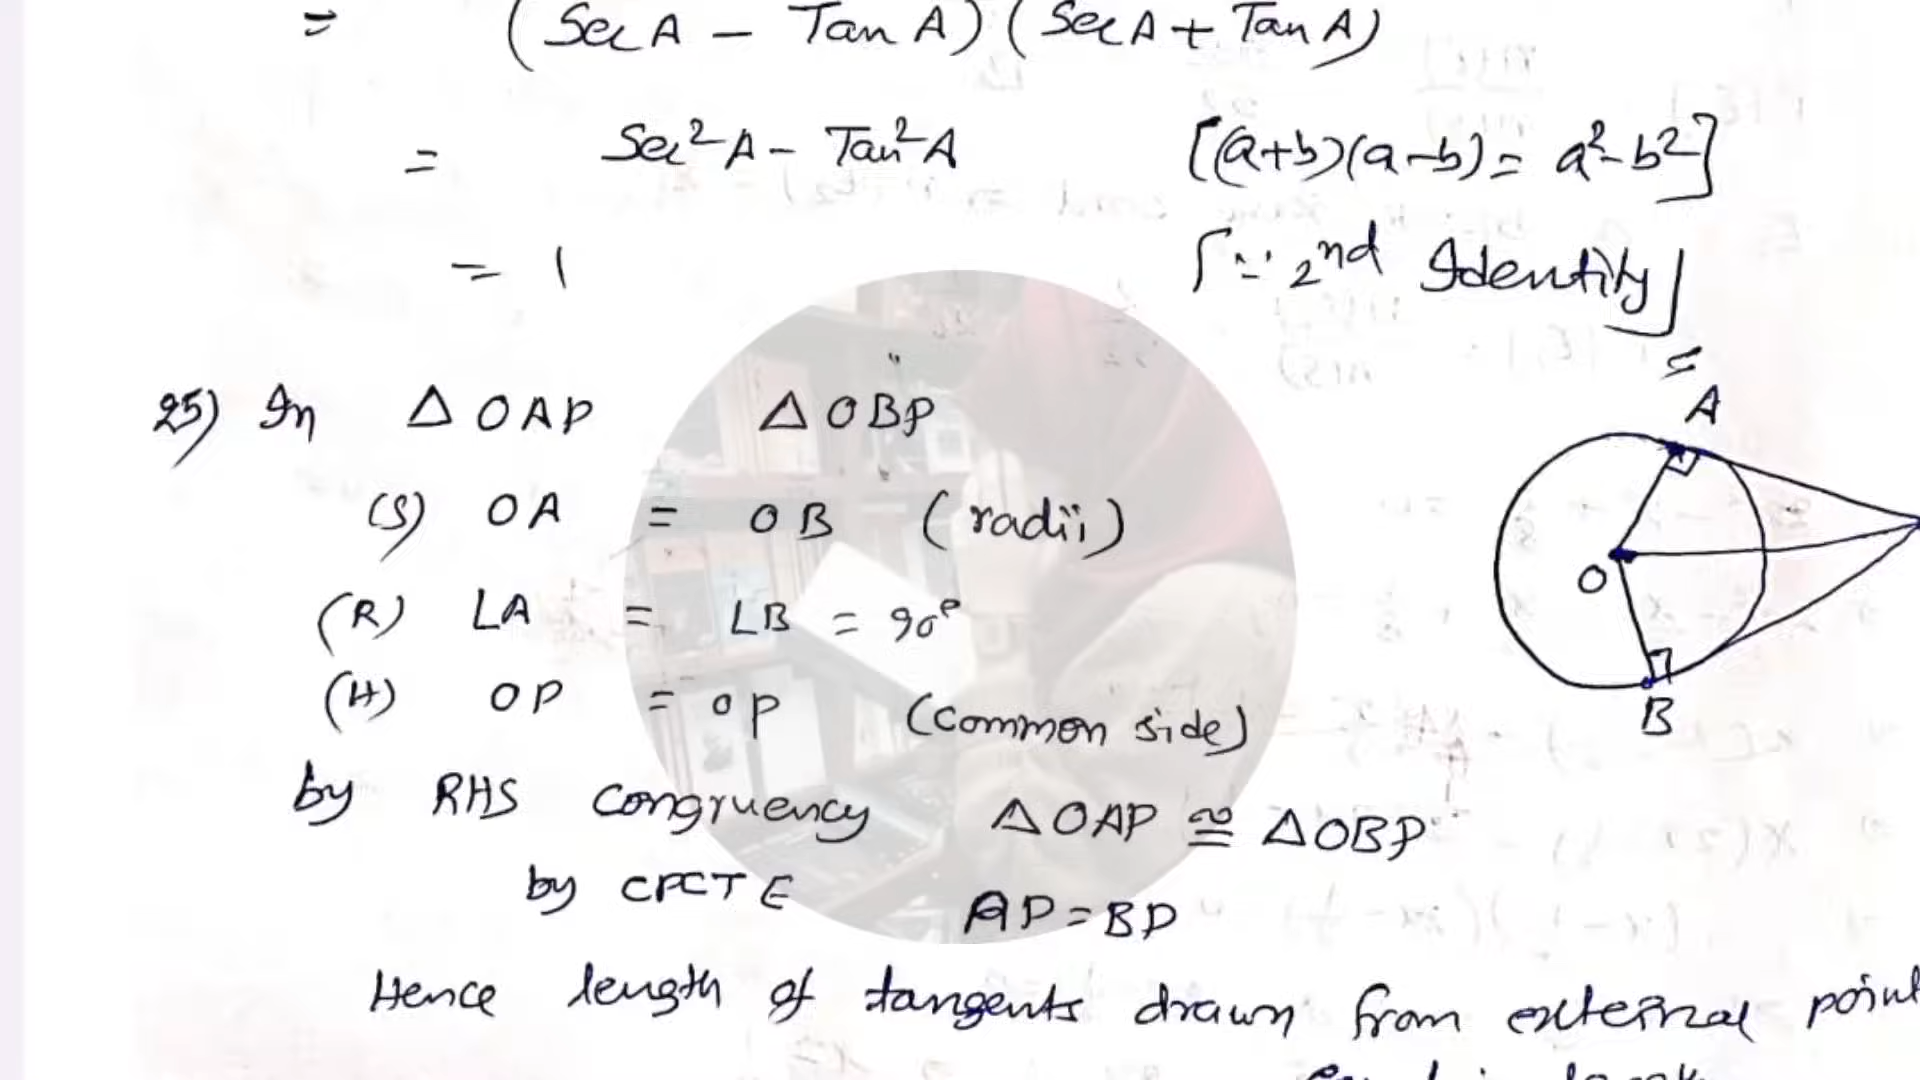 = (Sec A - Tan A) (Sec A + Tan A)
= Sec²A - Tan²A [(a+b)(a-b) = a²-b²]
= 1 [∵ 2nd Identity]
25) In △OAP △OBP
(S) OA = OB (radii)
(R) ∟A = ∟B = 90°
(H) OP = OP (Common side)
by RHS Congruency △OAP ≅ △OBP
by CPCTE AP = BP
Hence length of tangents drawn from external point
A
O
B